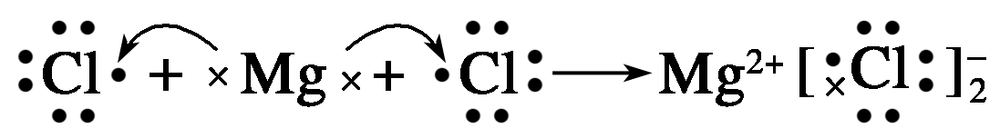 :Cl· + ×Mg× + ·Cl: ⟶ Mg²⁺ [:Cl:]₂⁻